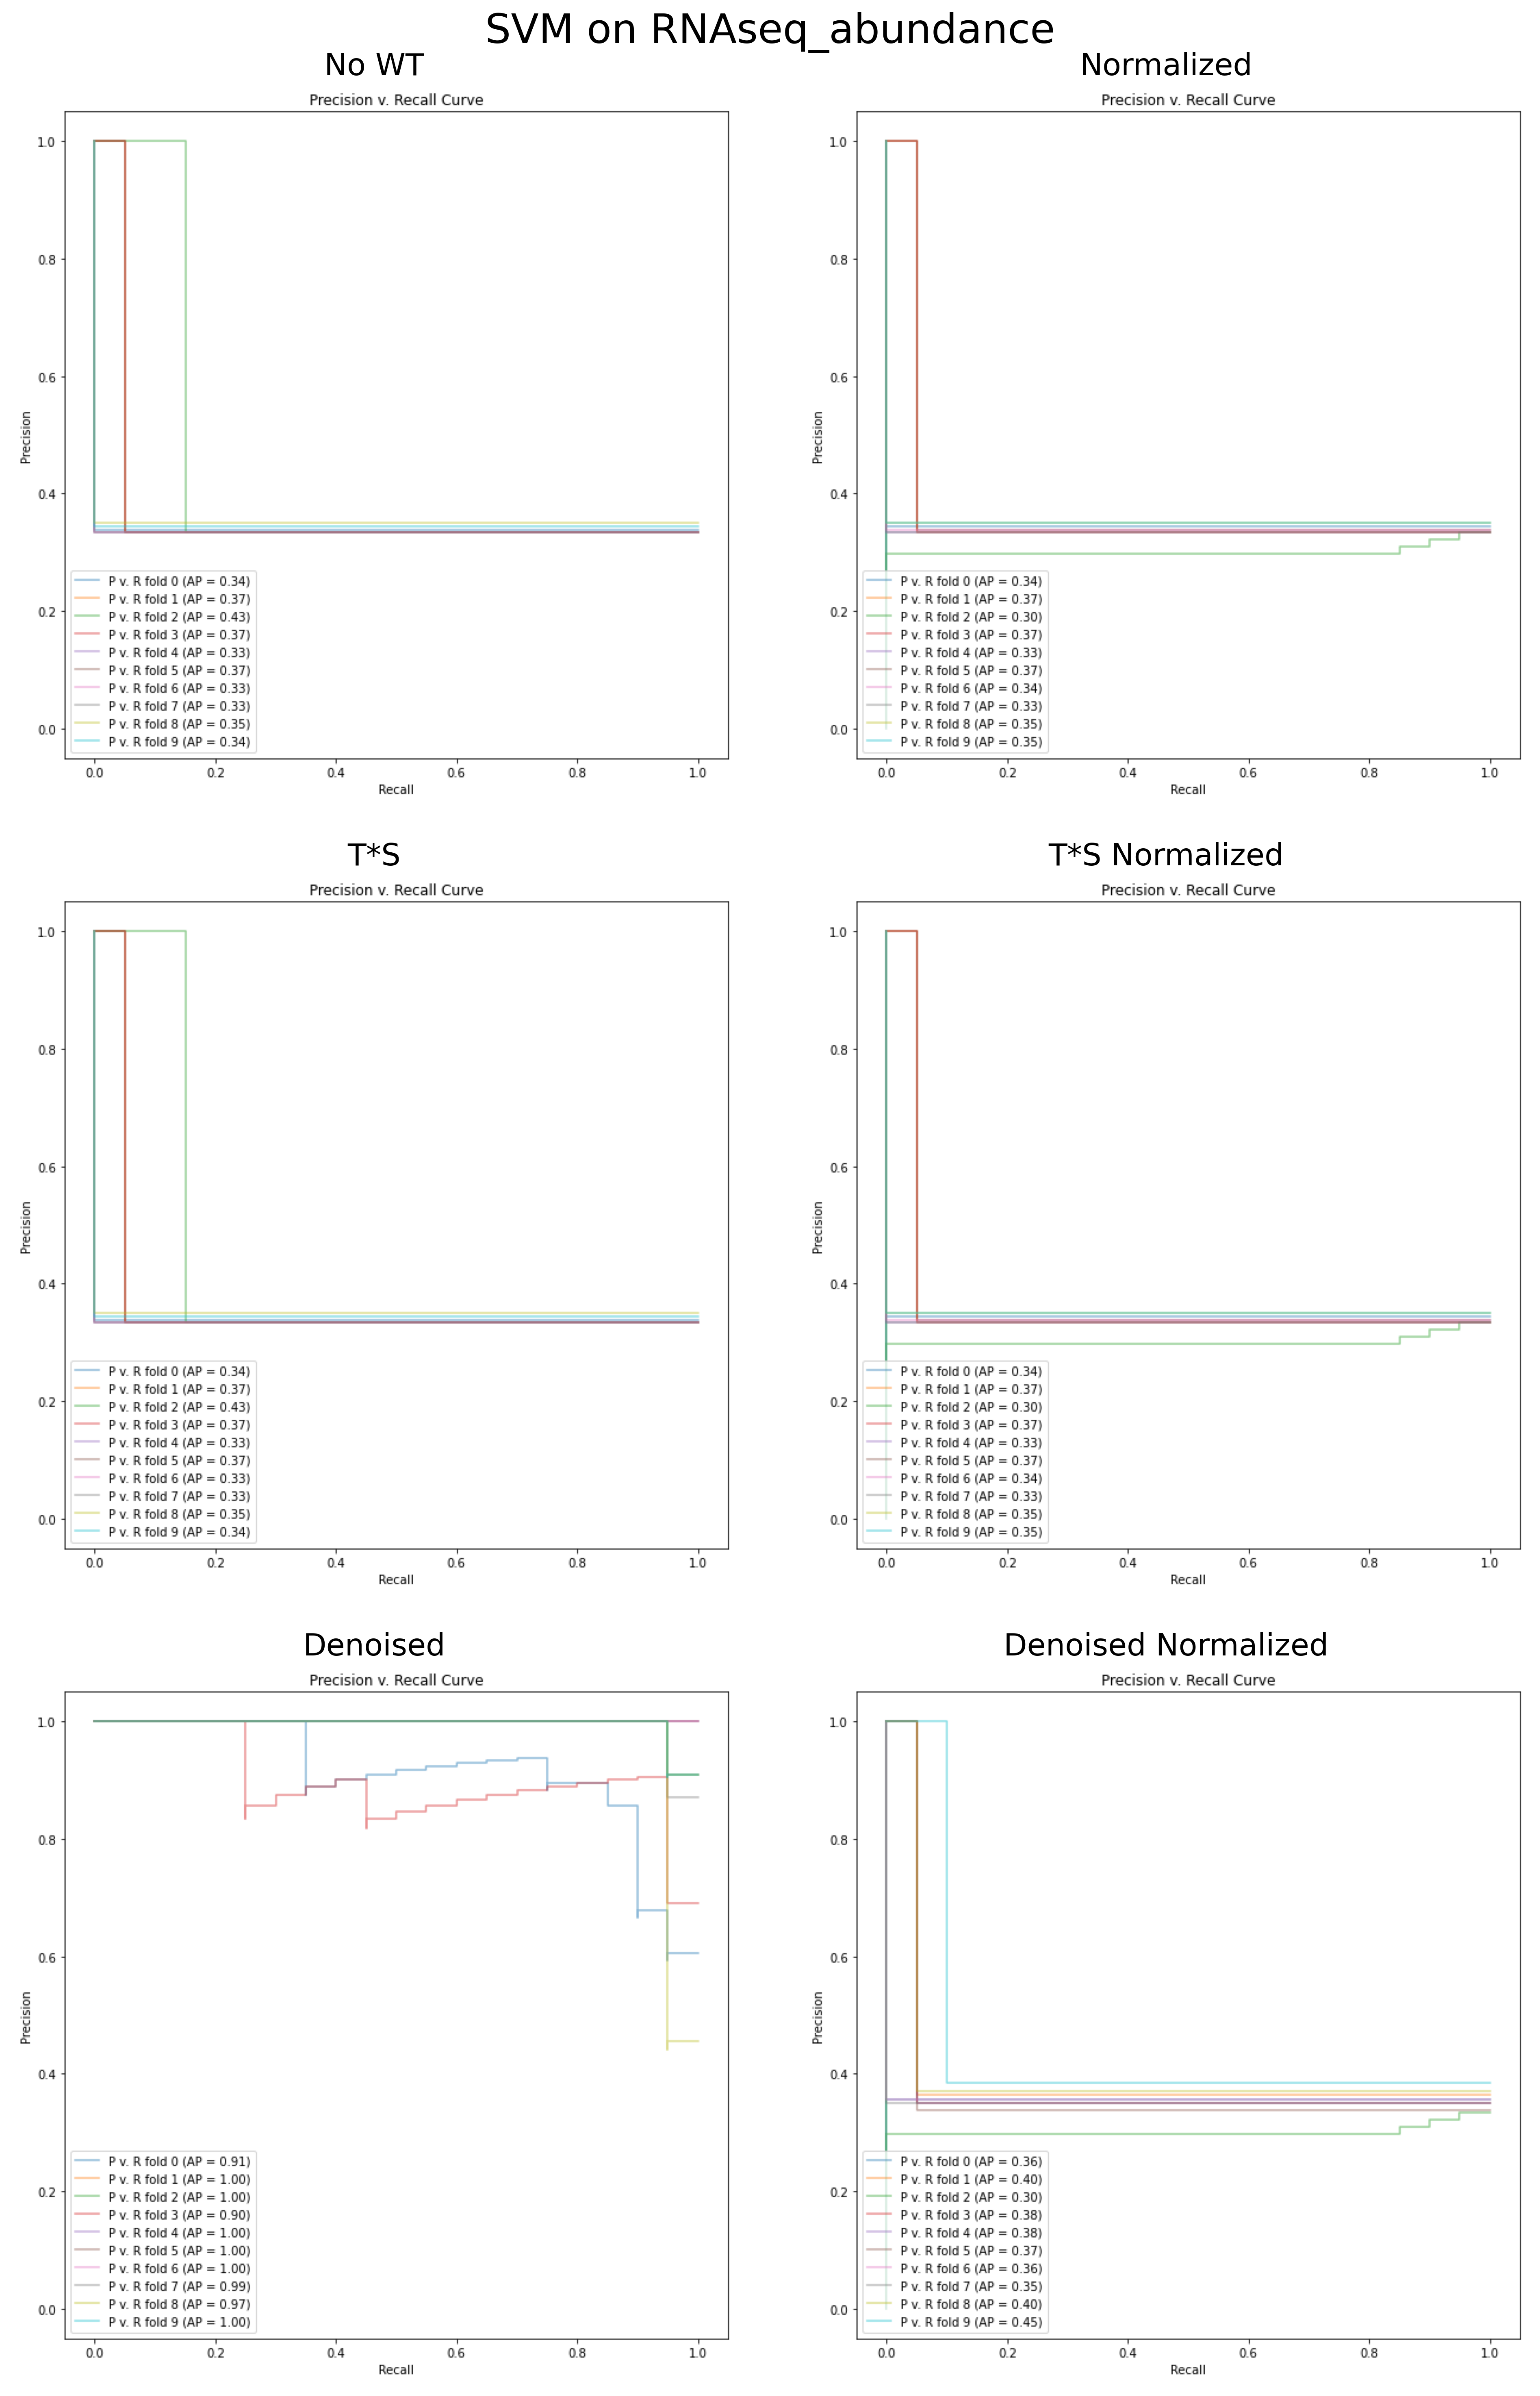 SVM on RNAseq_abundance
No WT
Precision v. Recall Curve
1.0
0.8
0.6
0.4
0.2
0.0
Precision
P v. R fold 0 (AP = 0.34)
P v. R fold 1 (AP = 0.37)
P v. R fold 2 (AP = 0.43)
P v. R fold 3 (AP = 0.37)
P v. R fold 4 (AP = 0.33)
P v. R fold 5 (AP = 0.37)
P v. R fold 6 (AP = 0.33)
P v. R fold 7 (AP = 0.33)
P v. R fold 8 (AP = 0.35)
P v. R fold 9 (AP = 0.34)
0.0 0.2 0.4 0.6 0.8 1.0
Recall
Normalized
Precision v. Recall Curve
1.0
0.8
0.6
0.4
0.2
0.0
Precision
P v. R fold 0 (AP = 0.34)
P v. R fold 1 (AP = 0.37)
P v. R fold 2 (AP = 0.30)
P v. R fold 3 (AP = 0.37)
P v. R fold 4 (AP = 0.33)
P v. R fold 5 (AP = 0.37)
P v. R fold 6 (AP = 0.34)
P v. R fold 7 (AP = 0.33)
P v. R fold 8 (AP = 0.35)
P v. R fold 9 (AP = 0.35)
0.0 0.2 0.4 0.6 0.8 1.0
Recall
T*S
Precision v. Recall Curve
1.0
0.8
0.6
0.4
0.2
0.0
Precision
P v. R fold 0 (AP = 0.34)
P v. R fold 1 (AP = 0.37)
P v. R fold 2 (AP = 0.43)
P v. R fold 3 (AP = 0.37)
P v. R fold 4 (AP = 0.33)
P v. R fold 5 (AP = 0.37)
P v. R fold 6 (AP = 0.33)
P v. R fold 7 (AP = 0.33)
P v. R fold 8 (AP = 0.35)
P v. R fold 9 (AP = 0.34)
0.0 0.2 0.4 0.6 0.8 1.0
Recall
T*S Normalized
Precision v. Recall Curve
1.0
0.8
0.6
0.4
0.2
0.0
Precision
P v. R fold 0 (AP = 0.34)
P v. R fold 1 (AP = 0.37)
P v. R fold 2 (AP = 0.30)
P v. R fold 3 (AP = 0.37)
P v. R fold 4 (AP = 0.33)
P v. R fold 5 (AP = 0.37)
P v. R fold 6 (AP = 0.34)
P v. R fold 7 (AP = 0.33)
P v. R fold 8 (AP = 0.35)
P v. R fold 9 (AP = 0.35)
0.0 0.2 0.4 0.6 0.8 1.0
Recall
Denoised
Precision v. Recall Curve
1.0
0.8
0.6
0.4
0.2
0.0
Precision
P v. R fold 0 (AP = 0.91)
P v. R fold 1 (AP = 1.00)
P v. R fold 2 (AP = 1.00)
P v. R fold 3 (AP = 0.90)
P v. R fold 4 (AP = 1.00)
P v. R fold 5 (AP = 1.00)
P v. R fold 6 (AP = 1.00)
P v. R fold 7 (AP = 0.99)
P v. R fold 8 (AP = 0.97)
P v. R fold 9 (AP = 1.00)
0.0 0.2 0.4 0.6 0.8 1.0
Recall
Denoised Normalized
Precision v. Recall Curve
1.0
0.8
0.6
0.4
0.2
0.0
Precision
P v. R fold 0 (AP = 0.36)
P v. R fold 1 (AP = 0.40)
P v. R fold 2 (AP = 0.30)
P v. R fold 3 (AP = 0.38)
P v. R fold 4 (AP = 0.38)
P v. R fold 5 (AP = 0.37)
P v. R fold 6 (AP = 0.36)
P v. R fold 7 (AP = 0.35)
P v. R fold 8 (AP = 0.40)
P v. R fold 9 (AP = 0.45)
0.0 0.2 0.4 0.6 0.8 1.0
Recall